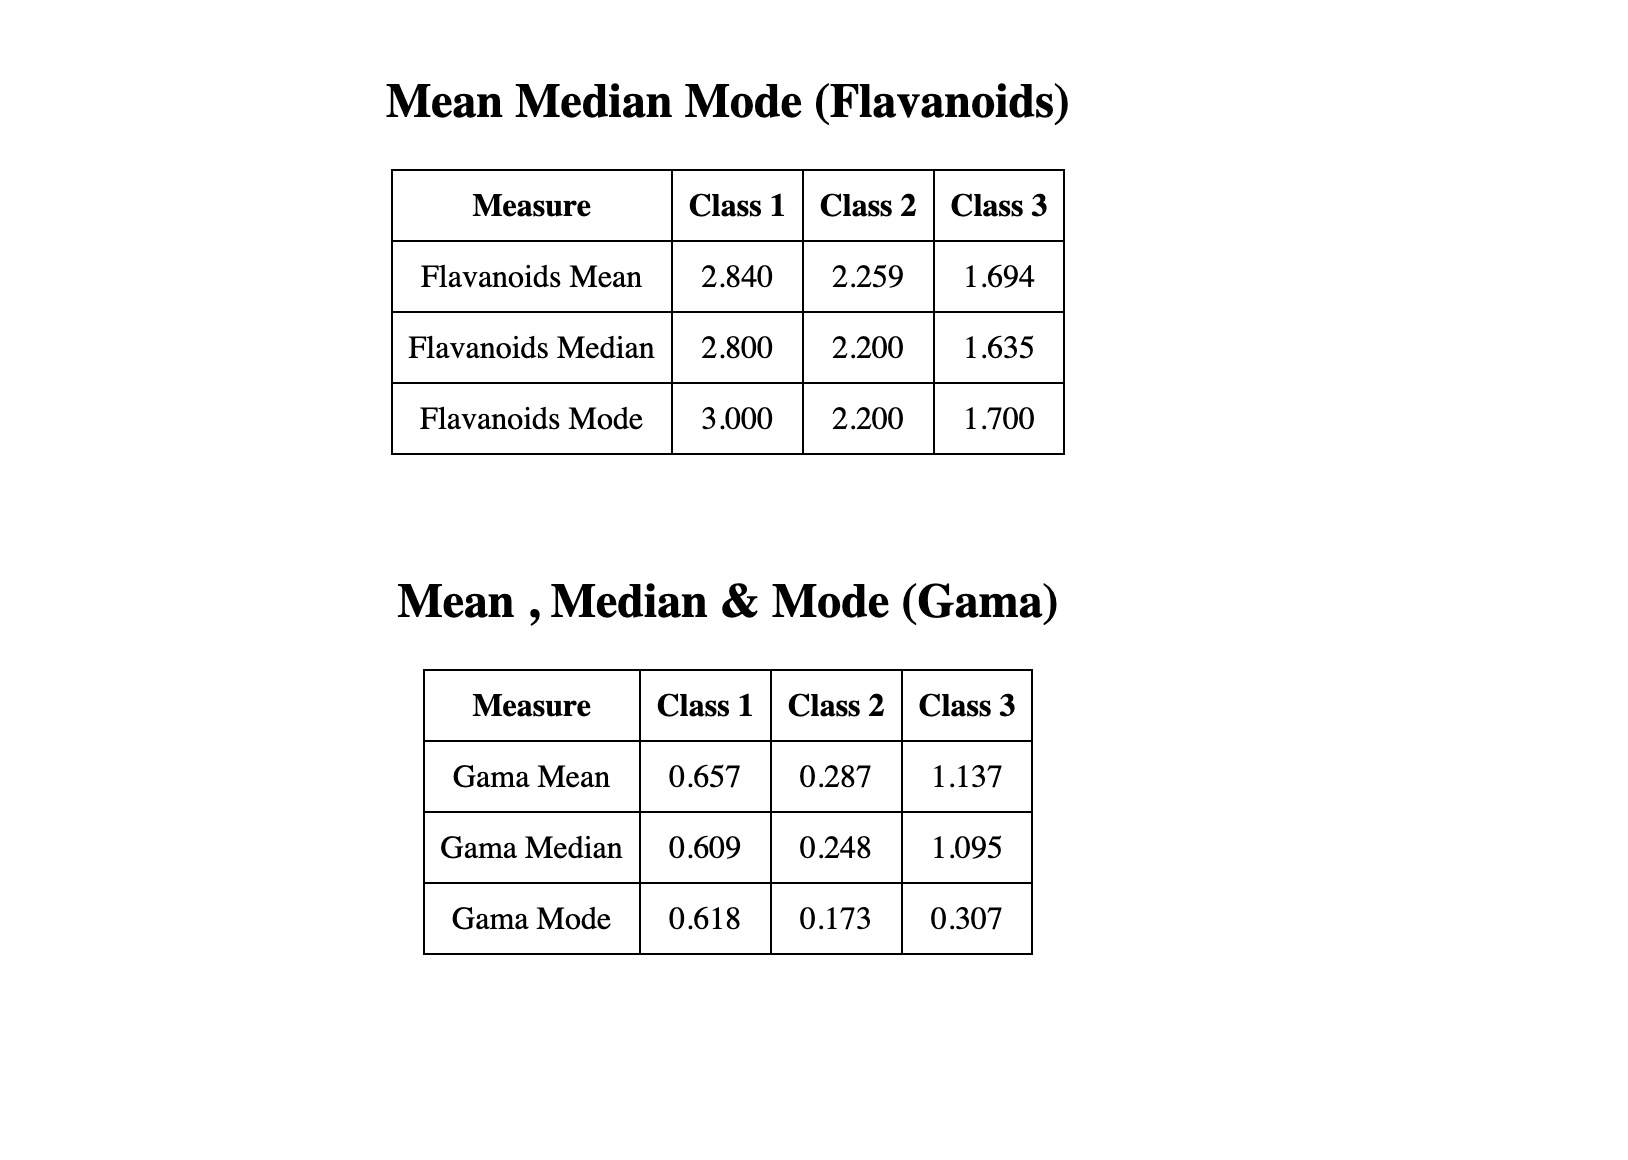 Mean Median Mode (Flavanoids)
Measure Class 1 Class 2 Class 3
Flavanoids Mean 2.840 2.259 1.694
Flavanoids Median 2.800 2.200 1.635
Flavanoids Mode 3.000 2.200 1.700
Mean , Median & Mode (Gama)
Measure Class 1 Class 2 Class 3
Gama Mean 0.657 0.287 1.137
Gama Median 0.609 0.248 1.095
Gama Mode 0.618 0.173 0.307